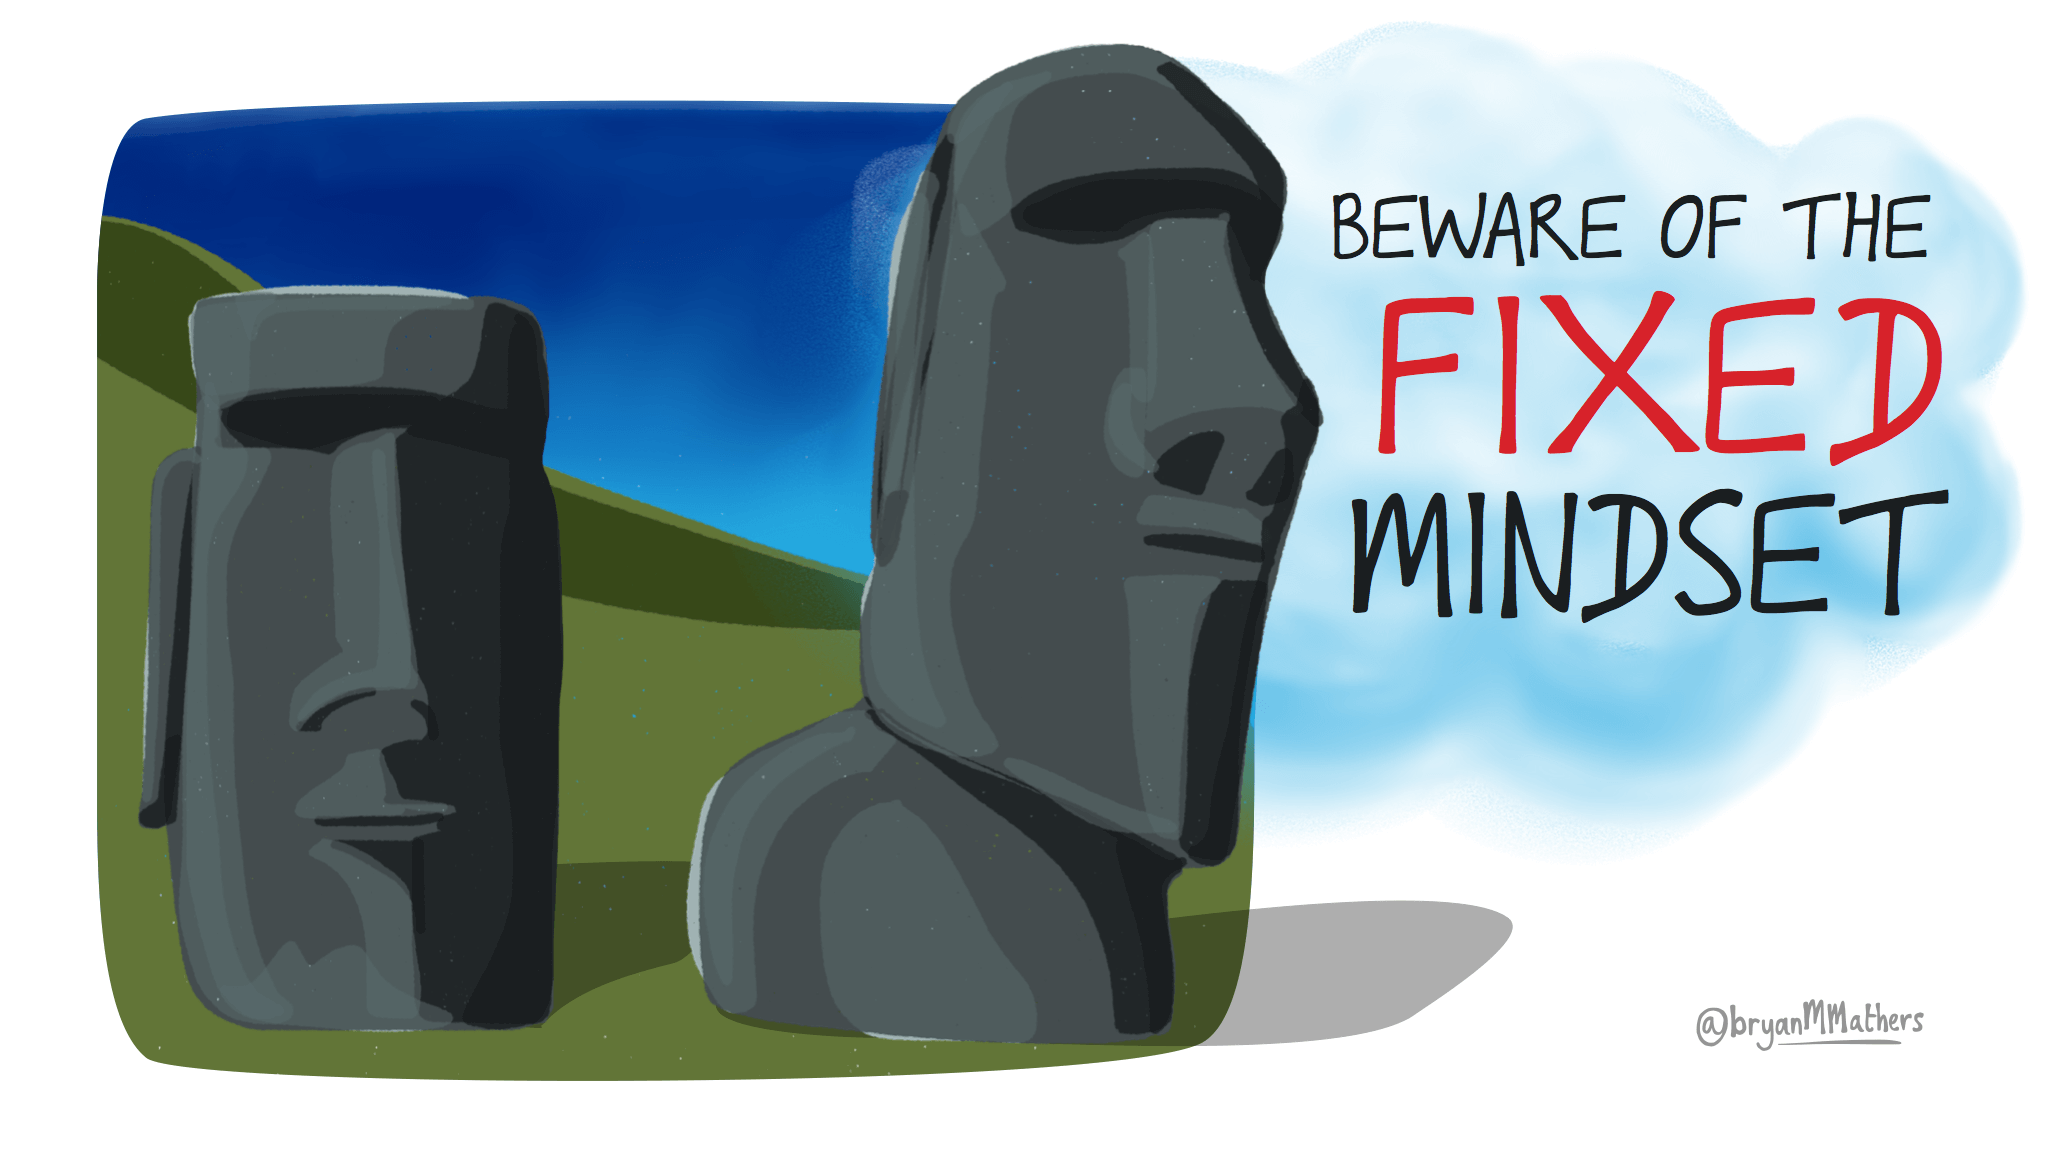 BEWARE OF THE
FIXED
MINDSET
@bryanMMathers